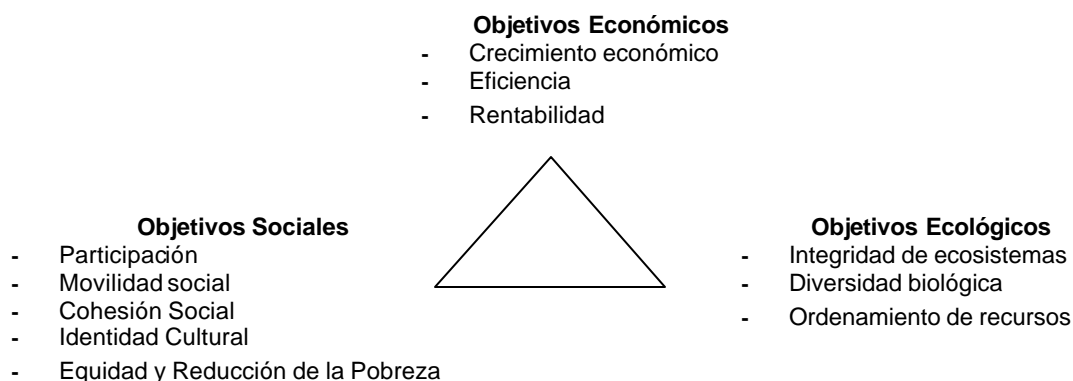 Objetivos Económicos
- Crecimiento económico
- Eficiencia
- Rentabilidad
Objetivos Sociales
- Participación
- Movilidad social
- Cohesión Social
- Identidad Cultural
- Equidad y Reducción de la Pobreza
Objetivos Ecológicos
- Integridad de ecosistemas
- Diversidad biológica
- Ordenamiento de recursos